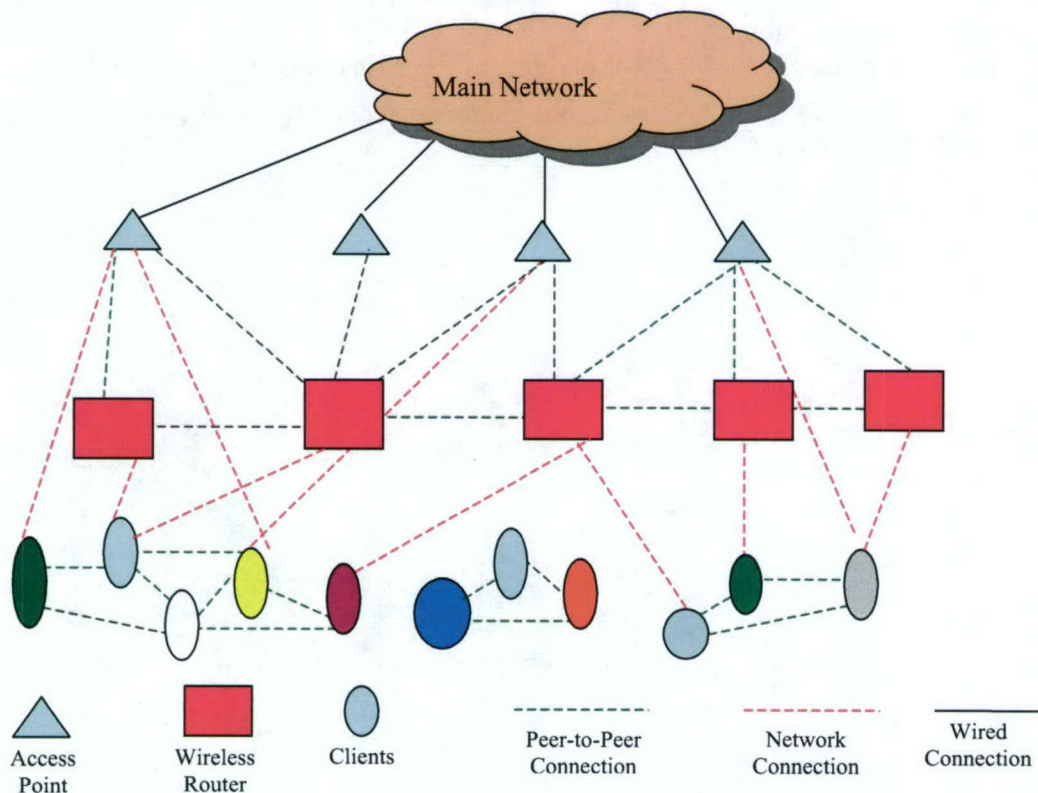 Main Network
Access
Point
Wireless
Router
Clients
Peer-to-Peer
Connection
Network
Connection
Wired
Connection